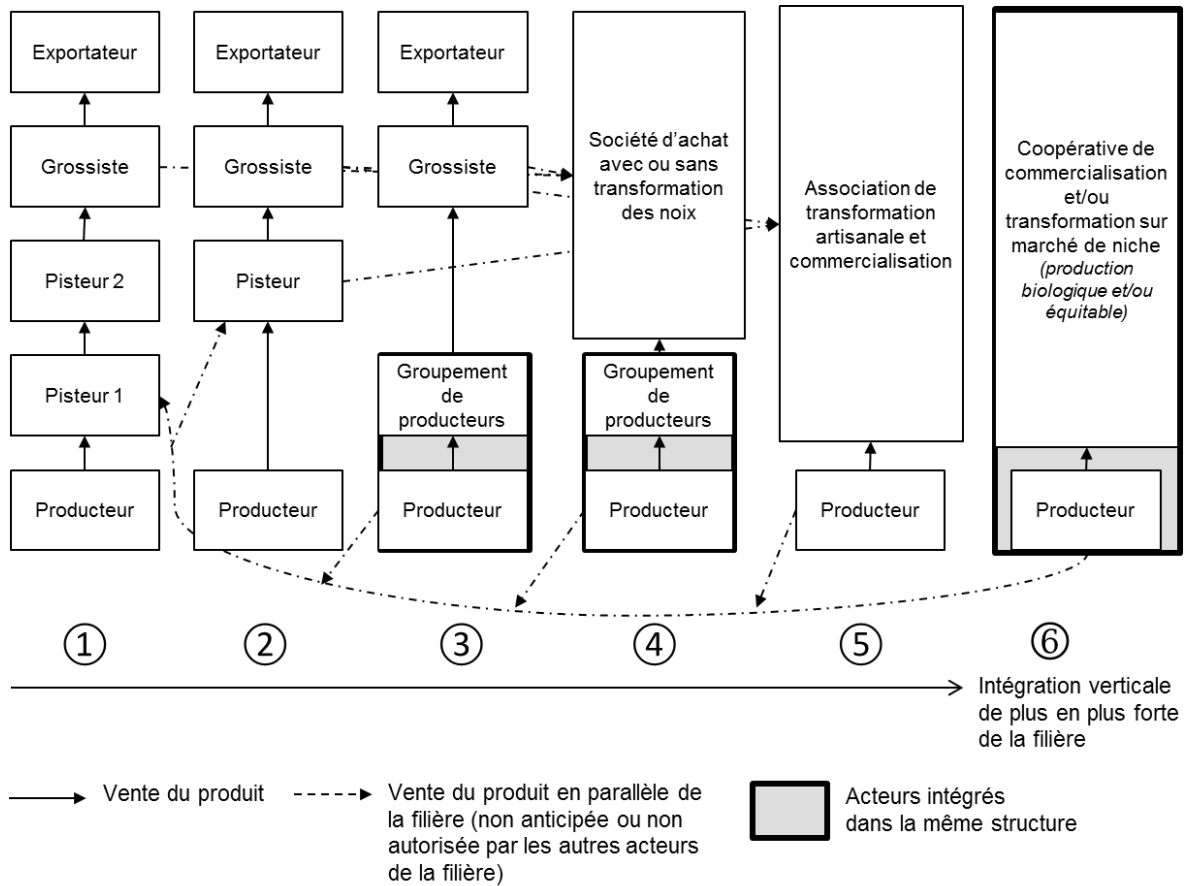 Exportateur
Exportateur
Exportateur
Grossiste
Grossiste
Grossiste
Société d'achat
avec ou sans
transformation
des noix
Association de
transformation
artisanale et
commercialisation
Coopérative de
commercialisation
et/ou
transformation sur
marché de niche
(production
biologique et/ou
équitable)
Pisteur 2
Pisteur
Pisteur 1
Groupement
de
producteurs
Groupement
de
producteurs
Producteur
Producteur
Producteur
Producteur
Producteur
Producteur
① ② ③ ④ ⑤ ⑥
Intégration verticale
de plus en plus forte
de la filière
Vente du produit
Vente du produit en parallèle de
la filière (non anticipée ou non
autorisée par les autres acteurs
de la filière)
Acteurs intégrés
dans la même structure